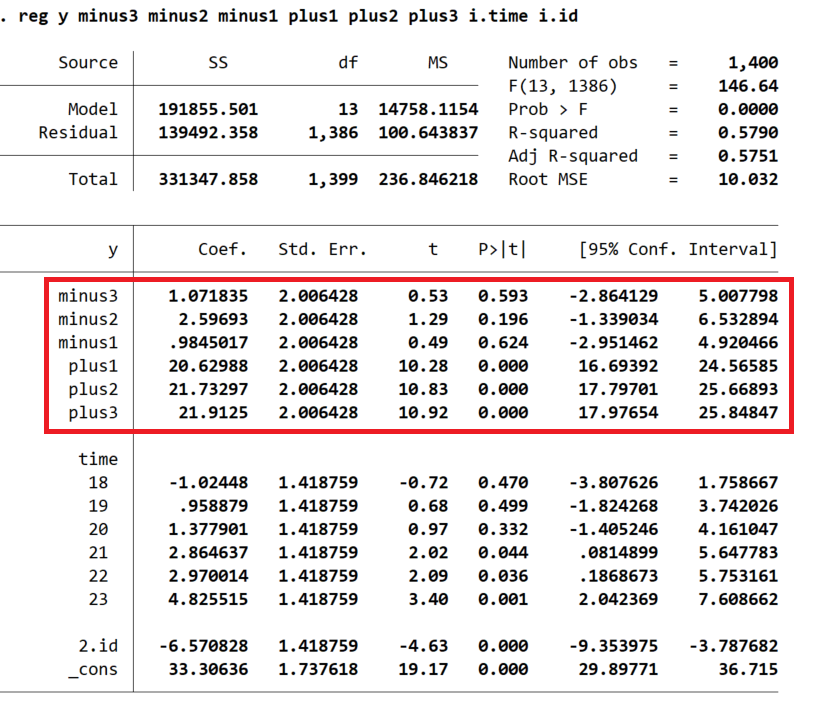 . reg y minus3 minus2 minus1 plus1 plus2 plus3 i.time i.id
Source SS df MS Number of obs = 1,400
F(13, 1386) = 146.64
Model 191855.501 13 14758.1154 Prob > F = 0.0000
Residual 139492.358 1,386 100.643837 R-squared = 0.5790
Adj R-squared = 0.5751
Total 331347.858 1,399 236.846218 Root MSE = 10.032
y Coef. Std. Err. t P>|t| [95% Conf. Interval]
minus3 1.071835 2.006428 0.53 0.593 -2.864129 5.007798
minus2 2.59693 2.006428 1.29 0.196 -1.339034 6.532894
minus1 .9845017 2.006428 0.49 0.624 -2.951462 4.920466
plus1 20.62988 2.006428 10.28 0.000 16.69392 24.56585
plus2 21.73297 2.006428 10.83 0.000 17.79701 25.66893
plus3 21.9125 2.006428 10.92 0.000 17.97654 25.84847
time
18 -1.02448 1.418759 -0.72 0.470 -3.807626 1.758667
19 .958879 1.418759 0.68 0.499 -1.824268 3.742026
20 1.377901 1.418759 0.97 0.332 -1.405246 4.161047
21 2.864637 1.418759 2.02 0.044 .0814899 5.647783
22 2.970014 1.418759 2.09 0.036 .1868673 5.753161
23 4.825515 1.418759 3.40 0.001 2.042369 7.608662
2.id -6.570828 1.418759 -4.63 0.000 -9.353975 -3.787682
_cons 33.30636 1.737618 19.17 0.000 29.89771 36.715